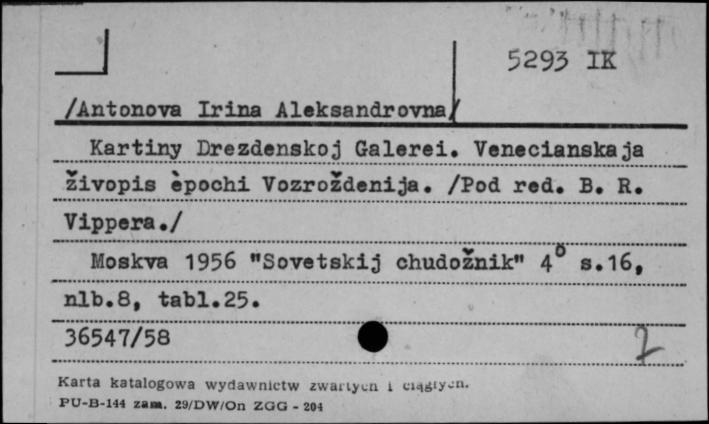 5293 IK
/Antonova Irina Aleksandrovna/
Kartiny Drezdenskoj Galerei. Venecianskaja
živopis èpochi Vozroždenija. /Pod red. B. R.
Vippera./
Moskva 1956 "Sovetskij chudožnik" 4° s.16,
nlb.8, tabl.25.
36547/58
Karta katalogowa wydawnictw zwartych i ciągłych.
PU-B-144 zam. 29/DW/On ZGG - 204